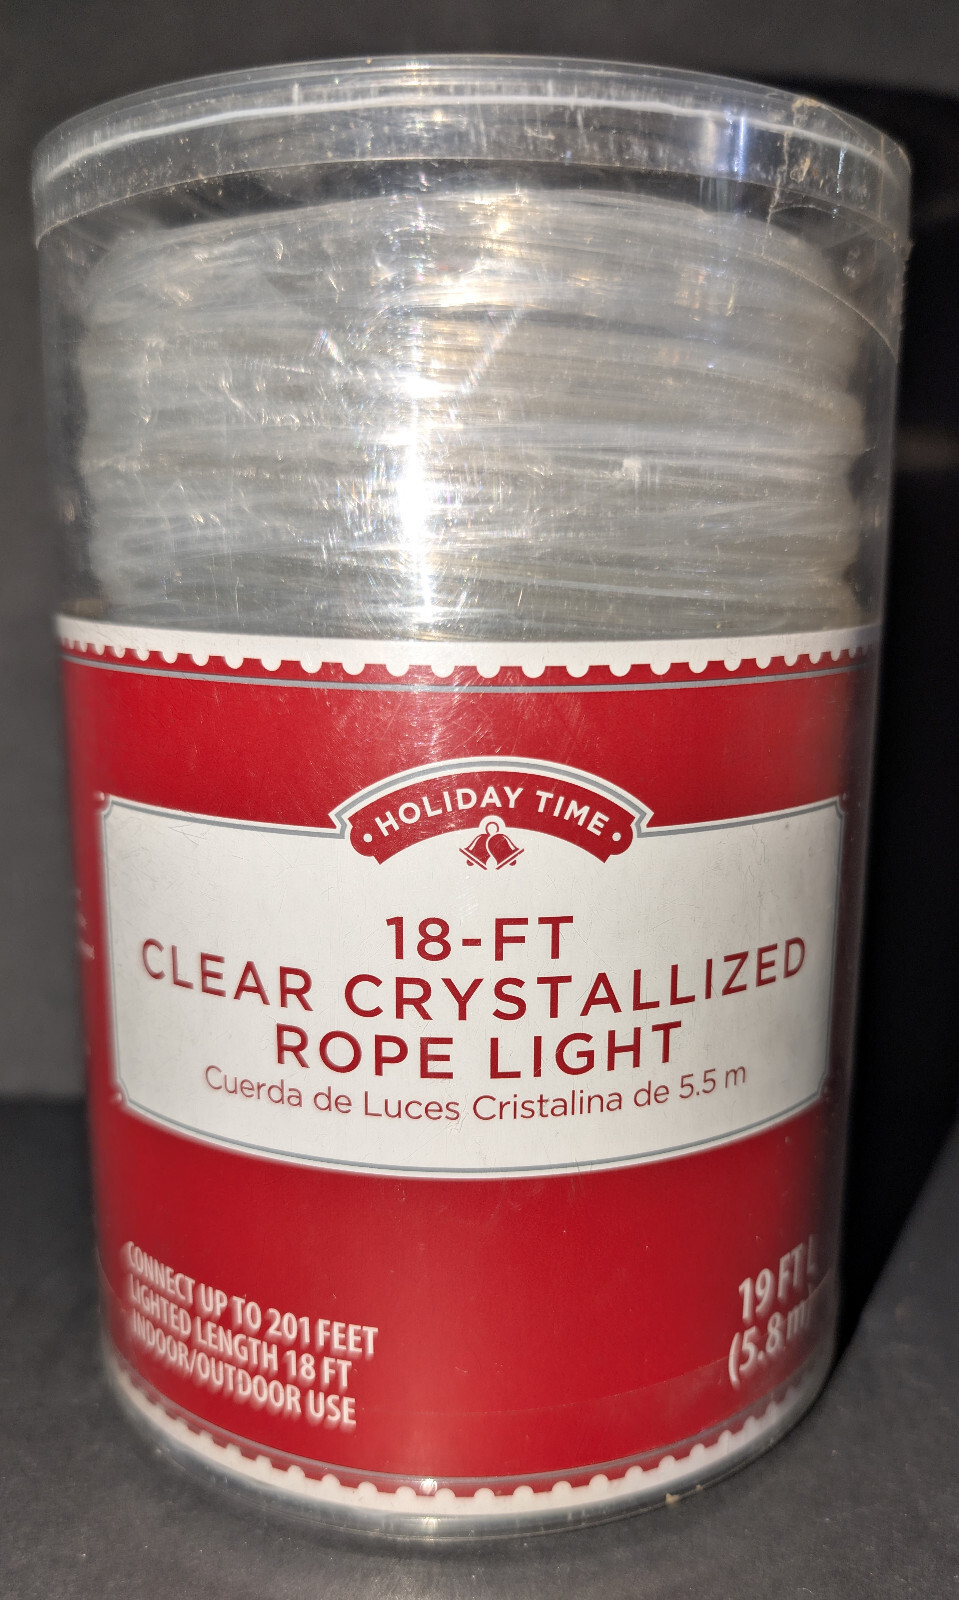 HOLIDAY TIME
18-FT
CLEAR CRYSTALLIZED
ROPE LIGHT
Cuerda de Luces Cristalina de 5.5 m
CONNECT UP TO 201 FEET
LIGHTED LENGTH 18 FT
INDOOR/OUTDOOR USE
19 FT
(5.8 m)